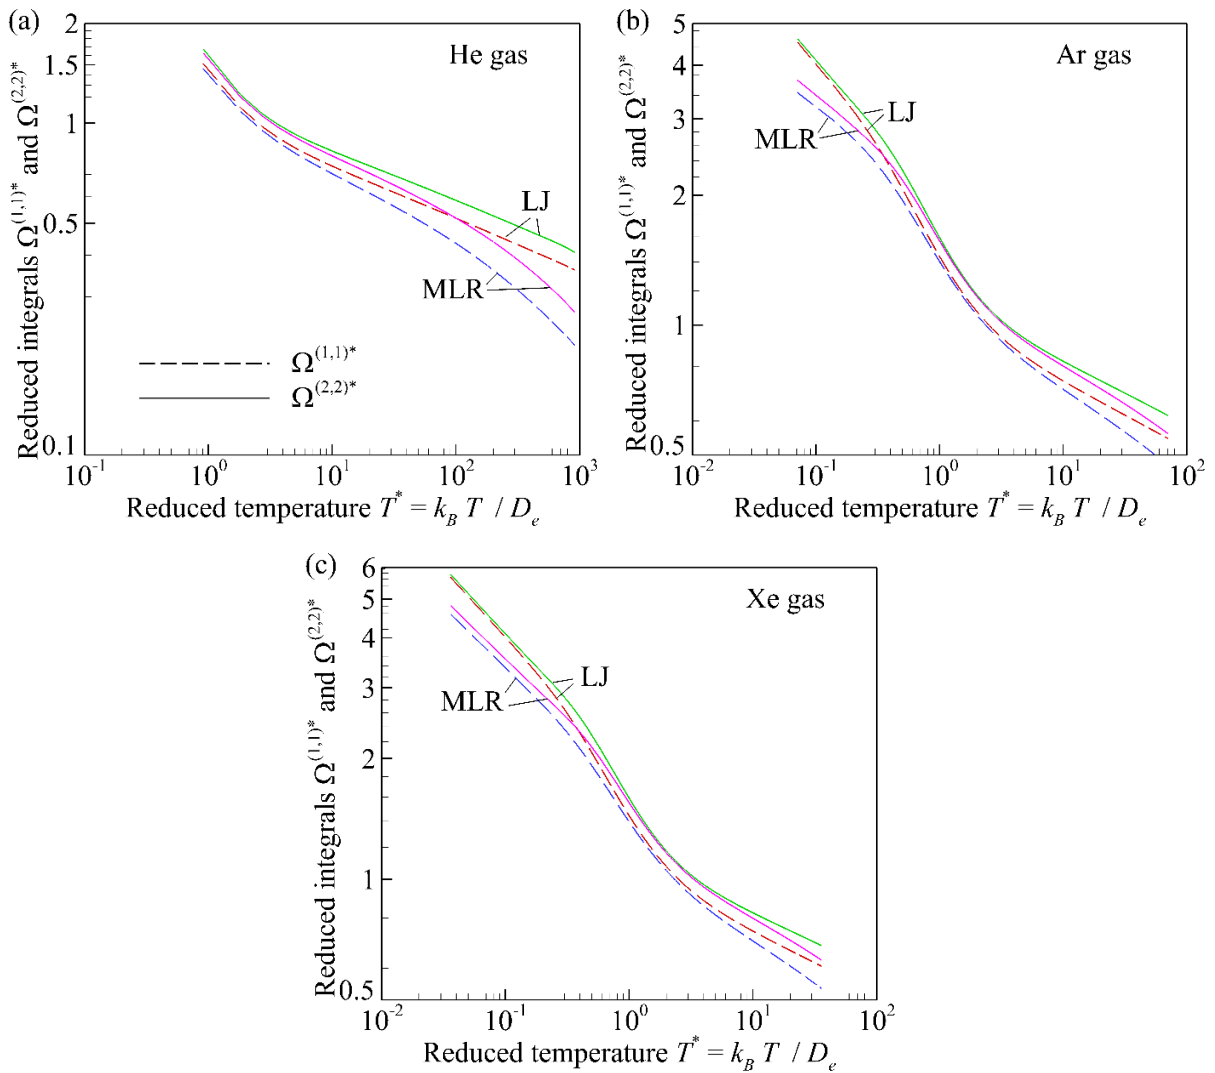 (a)
He gas
Reduced integrals Ω(1,1)* and Ω(2,2)*
2
1.5
1
0.5
0.1
LJ
MLR
Ω(1,1)*
Ω(2,2)*
10-1 100 101 102 103
Reduced temperature T* = kB T / De
(b)
Ar gas
Reduced integrals Ω(1,1)* and Ω(2,2)*
5
4
3
2
1
0.5
LJ
MLR
10-2 10-1 100 101 102
Reduced temperature T* = kB T / De
(c)
Xe gas
Reduced integrals Ω(1,1)* and Ω(2,2)*
6
5
4
3
2
1
0.5
LJ
MLR
10-2 10-1 100 101 102
Reduced temperature T* = kB T / De